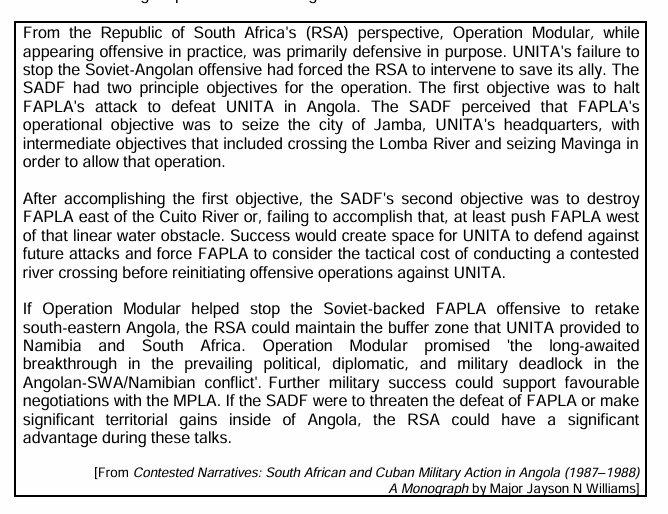 From the Republic of South Africa's (RSA) perspective, Operation Modular, while
appearing offensive in practice, was primarily defensive in purpose. UNITA's failure to
stop the Soviet-Angolan offensive had forced the RSA to intervene to save its ally. The
SADF had two principle objectives for the operation. The first objective was to halt
FAPLA's attack to defeat UNITA in Angola. The SADF perceived that FAPLA's
operational objective was to seize the city of Jamba, UNITA's headquarters, with
intermediate objectives that included crossing the Lomba River and seizing Mavinga in
order to allow that operation.
After accomplishing the first objective, the SADF's second objective was to destroy
FAPLA east of the Cuito River or, failing to accomplish that, at least push FAPLA west
of that linear water obstacle. Success would create space for UNITA to defend against
future attacks and force FAPLA to consider the tactical cost of conducting a contested
river crossing before reinitiating offensive operations against UNITA.
If Operation Modular helped stop the Soviet-backed FAPLA offensive to retake
south-eastern Angola, the RSA could maintain the buffer zone that UNITA provided to
Namibia and South Africa. Operation Modular promised 'the long-awaited
breakthrough in the prevailing political, diplomatic, and military deadlock in the
Angolan-SWA/Namibian conflict'. Further military success could support favourable
negotiations with the MPLA. If the SADF were to threaten the defeat of FAPLA or make
significant territorial gains inside of Angola, the RSA could have a significant
advantage during these talks.
[From Contested Narratives: South African and Cuban Military Action in Angola (1987–1988)
A Monograph by Major Jayson N Williams]